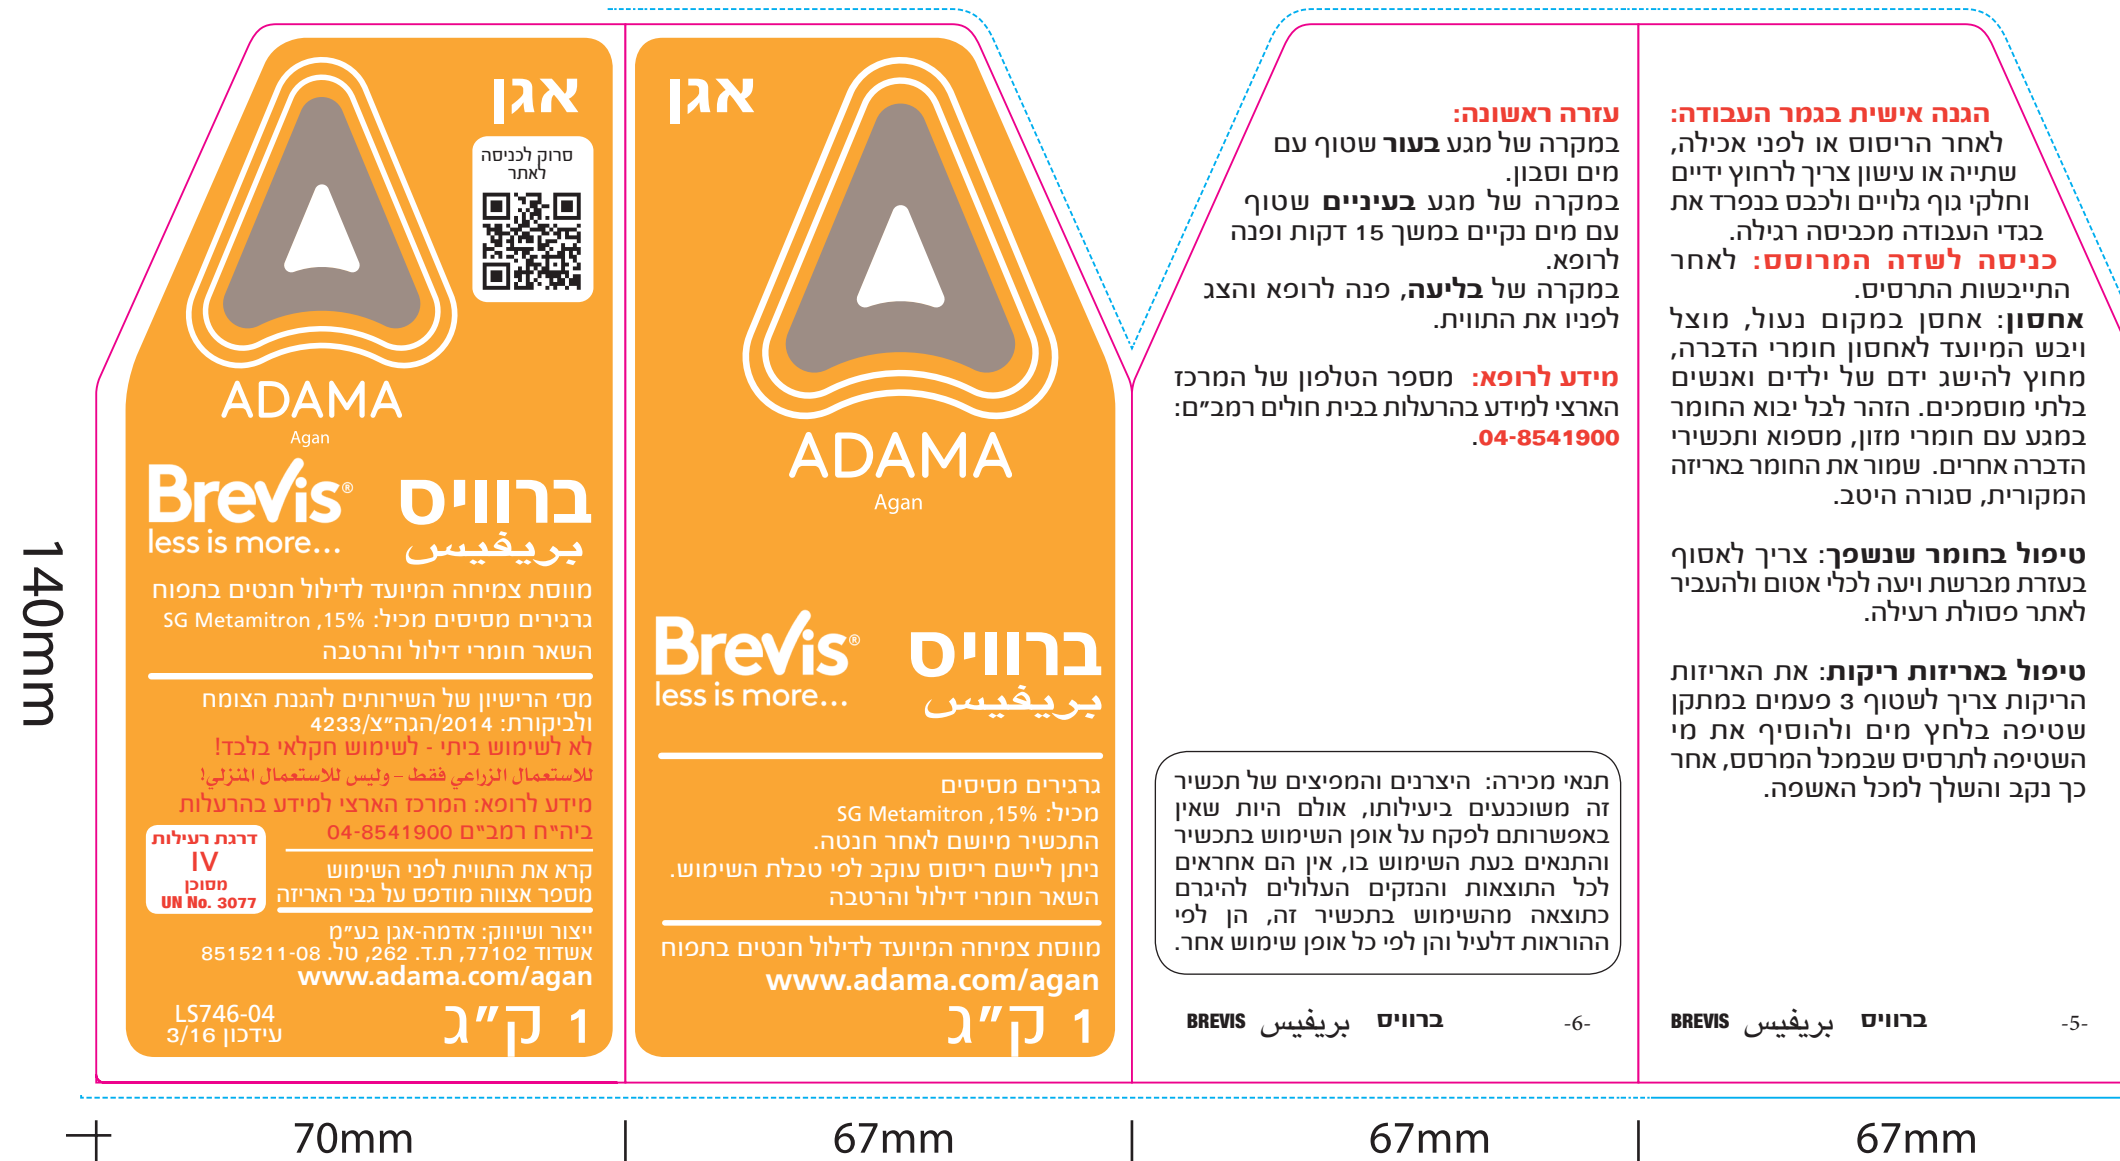 אגן
סרוק לכניסה
לאתר
ADAMA
Agan
Brevis®
less is more...
ברוויס
بريفيس
מווסת צמיחה המיועד לדילול חנטים בתפוח
גרגירים מסיסים מכיל: SG Metamitron ,15%
השאר חומרי דילול והרטבה
מס׳ הרישיון של השירותים להגנת הצומח
ולביקורת: 2014/הגה״צ/4233
לא לשימוש ביתי - לשימוש חקלאי בלבד!
للاستعمال الزراعي فقط – وليس للاستعمال المنزلي!
מידע לרופא: המרכז הארצי למידע בהרעלות
ביה״ח רמב״ם 04-8541900
דרגת רעילות
IV
מסוכן
UN No. 3077
קרא את התווית לפני השימוש
מספר אצווה מודפס על גבי האריזה
ייצור ושיווק: אדמה-אגן בע״מ
אשדוד 77102, ת.ד. 262, טל. 08-8515211
www.adama.com/agan
1 ק״ג
LS746-04
עידכון 3/16
אגן
ADAMA
Agan
Brevis®
less is more...
ברוויס
بريفيس
גרגירים מסיסים
מכיל: SG Metamitron ,15%
התכשיר מיושם לאחר חנטה.
ניתן ליישם ריסוס עוקב לפי טבלת השימוש.
השאר חומרי דילול והרטבה
מווסת צמיחה המיועד לדילול חנטים בתפוח
www.adama.com/agan
1 ק״ג
עזרה ראשונה:
במקרה של מגע בעור שטוף עם
מים וסבון.
במקרה של מגע בעיניים שטוף
עם מים נקיים במשך 15 דקות ופנה
לרופא.
במקרה של בליעה, פנה לרופא והצג
לפניו את התווית.
מידע לרופא: מספר הטלפון של המרכז
הארצי למידע בהרעלות בבית חולים רמב״ם:
04-8541900.
תנאי מכירה: היצרנים והמפיצים של תכשיר
זה משוכנעים ביעילותו, אולם היות שאין
באפשרותם לפקח על אופן השימוש בתכשיר
והתנאים בעת השימוש בו, אין הם אחראים
לכל התוצאות והנזקים העלולים להיגרם
כתוצאה מהשימוש בתכשיר זה, הן לפי
ההוראות דלעיל והן לפי כל אופן שימוש אחר.
-6- ברוויס بريفيس BREVIS
הגנה אישית בגמר העבודה:
לאחר הריסוס או לפני אכילה,
שתייה או עישון צריך לרחוץ ידיים
וחלקי גוף גלויים ולכבס בנפרד את
בגדי העבודה מכביסה רגילה.
כניסה לשדה המרוסס: לאחר
התייבשות התרסיס.
אחסון: אחסן במקום נעול, מוצל
ויבש המיועד לאחסון חומרי הדברה,
מחוץ להישג ידם של ילדים ואנשים
בלתי מוסמכים. הזהר לבל יבוא החומר
במגע עם חומרי מזון, מספוא ותכשירי
הדברה אחרים. שמור את החומר באריזה
המקורית, סגורה היטב.
טיפול בחומר שנשפך: צריך לאסוף
בעזרת מברשת ויעה לכלי אטום ולהעביר
לאתר פסולת רעילה.
טיפול באריזות ריקות: את האריזות
הריקות צריך לשטוף 3 פעמים במתקן
שטיפה בלחץ מים ולהוסיף את מי
השטיפה לתרסיס שבמכל המרסס, אחר
כך נקב והשלך למכל האשפה.
-5- ברוויס بريفيس BREVIS
140mm
70mm
67mm
67mm
67mm